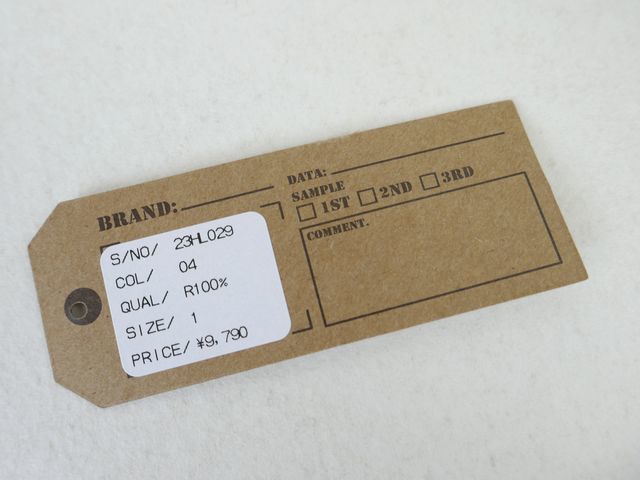 BRAND:
DATA:
SAMPLE
1ST 2ND 3RD
COMMENT.
S/NO/ 23HL029
COL/ 04
QUAL/ R100%
SIZE/ 1
PRICE/ ¥9,790